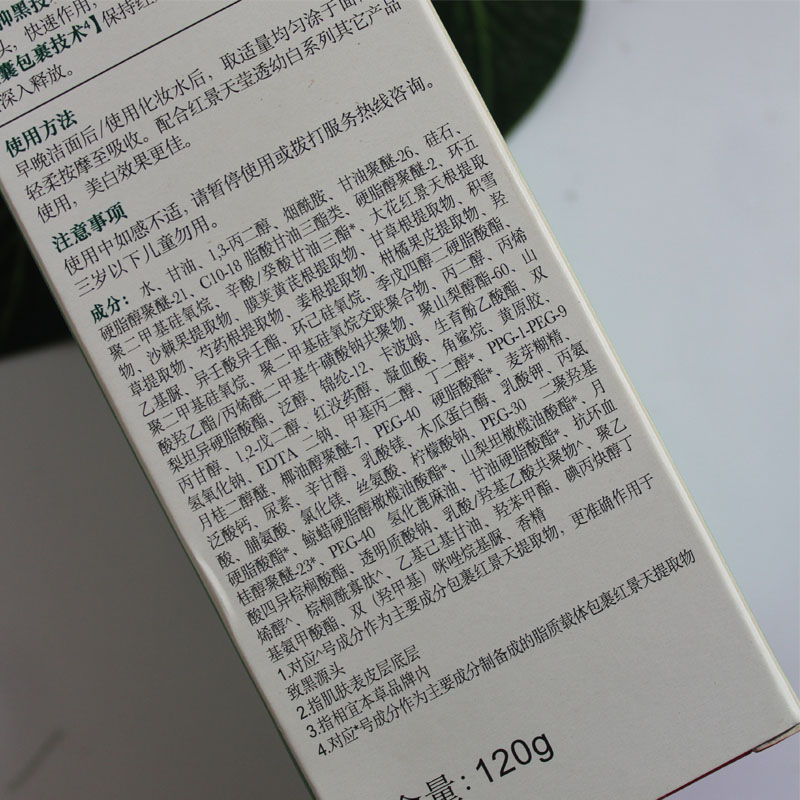 抑黑技
头，快速作用，
囊包裹技术⁴】保持红
深入释放。
使用方法
早晚洁面后/使用化妆水后，取适量均匀涂于面
轻柔按摩至吸收。配合红景天莹透幼白系列其它产品
使用，美白效果更佳。
注意事项
使用中如感不适，请暂停使用或拨打服务热线咨询。
三岁以下儿童勿用。
成分：水、甘油、1,3-丙二醇、烟酰胺、甘油聚醚-26、硅石、
硬脂醇聚醚-21、C10-18 脂酸甘油三酯类、硬脂醇聚醚-2、环五
聚二甲基硅氧烷、辛酸/癸酸甘油三酯*、大花红景天根提取
物、沙棘果提取物、膜荚黄芪根提取物、甘草根提取物、积雪
草提取物、芍药根提取物、姜根提取物、柑橘果皮提取物、羟
乙基脲、异壬酸异壬酯、环己硅氧烷、季戊四醇二硬脂酸酯、
聚二甲基硅氧烷、聚二甲基硅氧烷交联聚合物、丙二醇、丙烯
酸羟乙酯/丙烯酰二甲基牛磺酸钠共聚物、聚山梨醇酯-60、山
梨坦异硬脂酸酯、泛醇、锦纶-12、卡波姆、生育酚乙酸酯、双
丙甘醇、1,2-戊二醇、红没药醇、凝血酸、角鲨烷、黄原胶、
氢氧化钠、EDTA 二钠、甲基丙二醇、丁二醇*、PPG-1-PEG-9
月桂二醇醚、椰油醇聚醚-7、PEG-40 硬脂酸酯*、麦芽糊精、
泛酸钙、尿素、辛甘醇、乳酸镁、木瓜蛋白酶、乳酸钾、丙氨
酸、脯氨酸、氯化镁、丝氨酸、柠檬酸钠、PEG-30 二聚羟基
硬脂酸酯*、鲸蜡硬脂醇橄榄油酸酯*、山梨坦橄榄油酸酯*、月
桂醇聚醚-23*、PEG-40 氢化蓖麻油、甘油硬脂酸酯*、抗坏血
酸四异棕榈酸酯、透明质酸钠、乳酸/羟基乙酸共聚物^、聚乙
烯醇^、棕榈酰寡肽^、乙基己基甘油、羟苯甲酯、碘丙炔醇丁
基氨甲酸酯、双（羟甲基）咪唑烷基脲、香精
1.对应^号成分作为主要成分包裹红景天提取物，更准确作用于
致黑源头
2.指肌肤表皮层底层
3.指相宜本草品牌内
4.对应*号成分作为主要成分制备成的脂质载体包裹红景天提取物
含量：120g